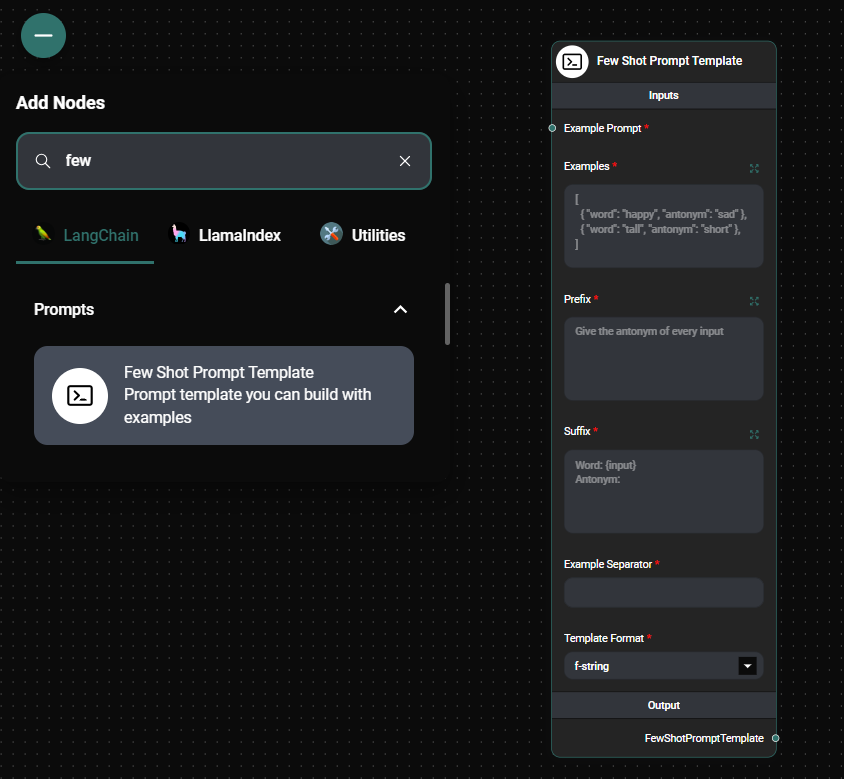 Add Nodes
few
LangChain
LlamaIndex
Utilities
Prompts
Few Shot Prompt Template
Prompt template you can build with
examples
Few Shot Prompt Template
Inputs
Example Prompt *
Examples *
[
{ "word": "happy", "antonym": "sad" },
{ "word": "tall", "antonym": "short" },
]
Prefix *
Give the antonym of every input
Suffix *
Word: {input}
Antonym:
Example Separator *
Template Format *
f-string
Output
FewShotPromptTemplate